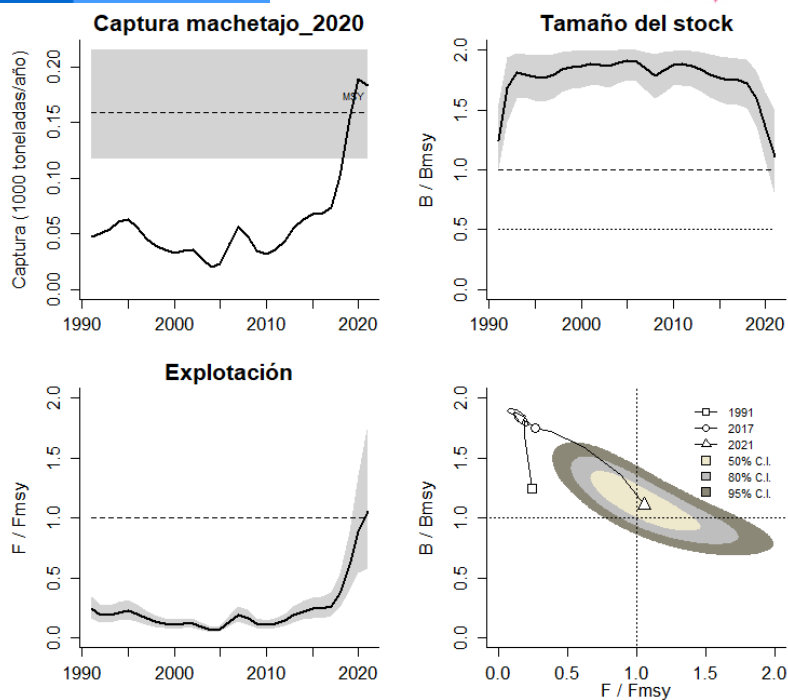 Captura machetajo_2020
Captura (1000 toneladas/año)
0.00 0.05 0.10 0.15 0.20
MSY
1990 2000 2010 2020
Tamaño del stock
B / Bmsy
0.0 0.5 1.0 1.5 2.0
1990 2000 2010 2020
Explotación
F / Fmsy
0.0 0.5 1.0 1.5 2.0
1990 2000 2010 2020
B / Bmsy
0.0 0.5 1.0 1.5 2.0
1991
2017
2021
50% C.I.
80% C.I.
95% C.I.
0.0 0.5 1.0 1.5 2.0
F / Fmsy